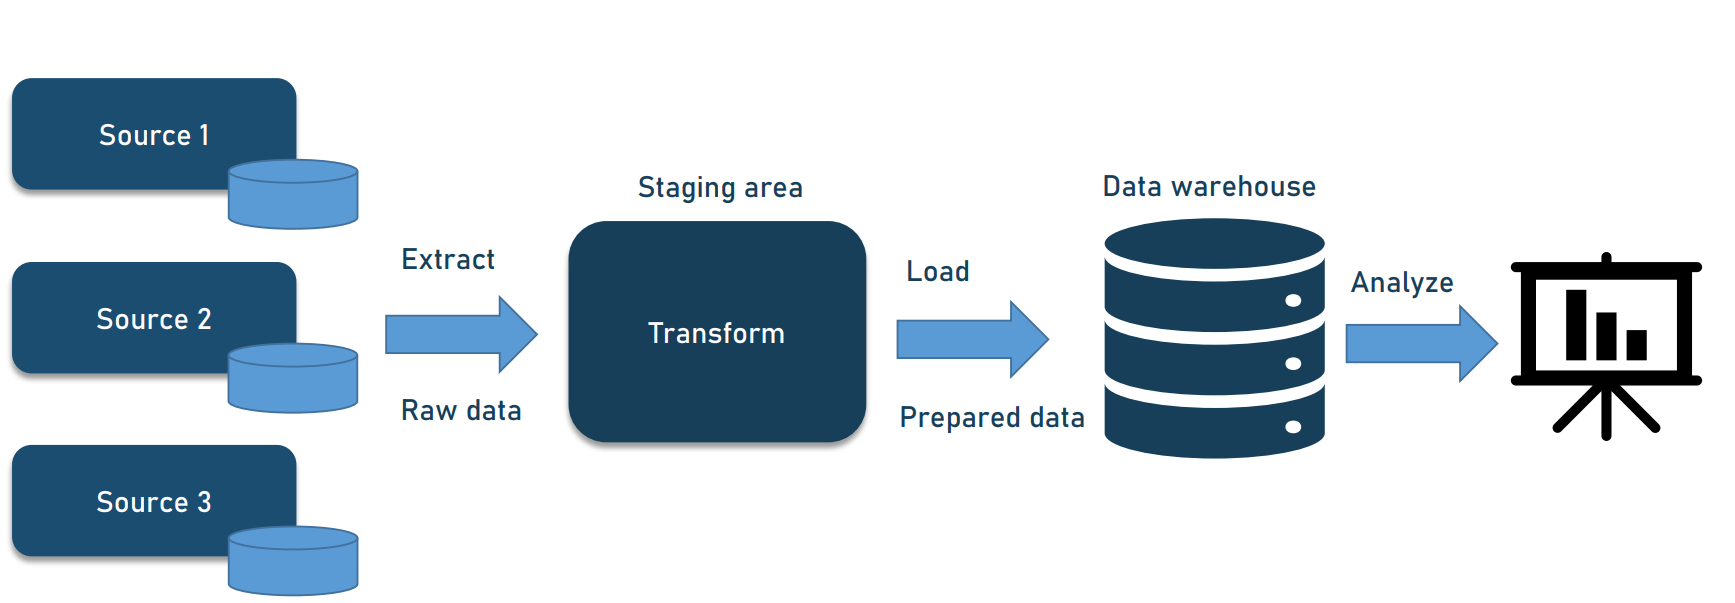 Source 1
Source 2
Source 3
Extract
Raw data
Staging area
Transform
Load
Prepared data
Data warehouse
Analyze